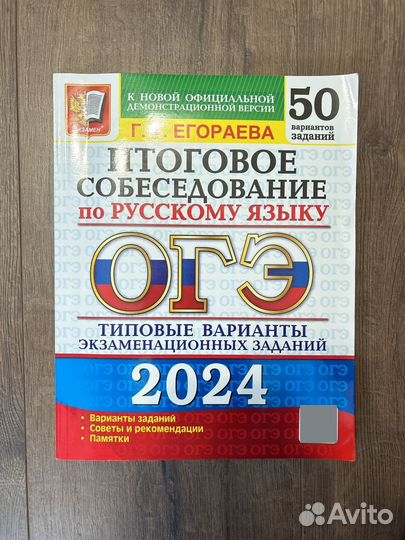 К НОВОЙ ОФИЦИАЛЬНОЙ
ДЕМОНСТРАЦИОННОЙ ВЕРСИИ
50
вариантов
заданий
ЭКЗАМЕН
ЕГОРАЕВА
ИТОГОВОЕ
СОБЕСЕДОВАНИЕ
по РУССКОМУ ЯЗЫКУ
ОГЭ
ТИПОВЫЕ ВАРИАНТЫ
ЭКЗАМЕНАЦИОННЫХ ЗАДАНИЙ
2024
• Варианты заданий
• Советы и рекомендации
• Памятки
Avito